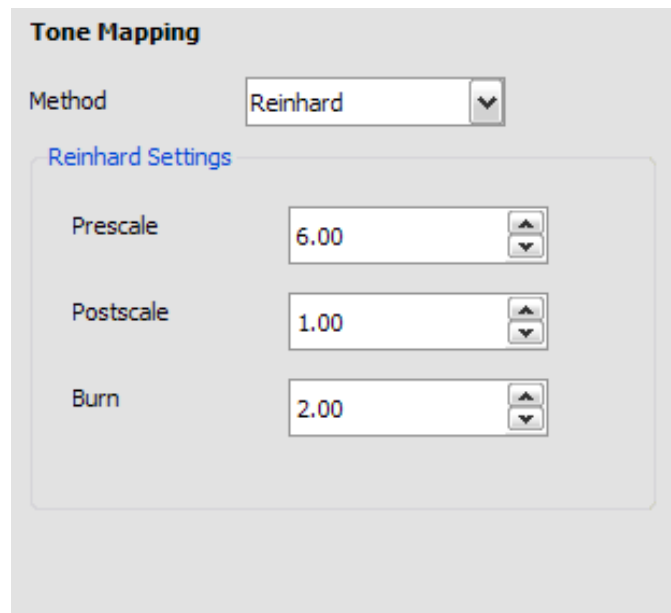 Tone Mapping
Method Reinhard
Reinhard Settings
Prescale 6.00
Postscale 1.00
Burn 2.00